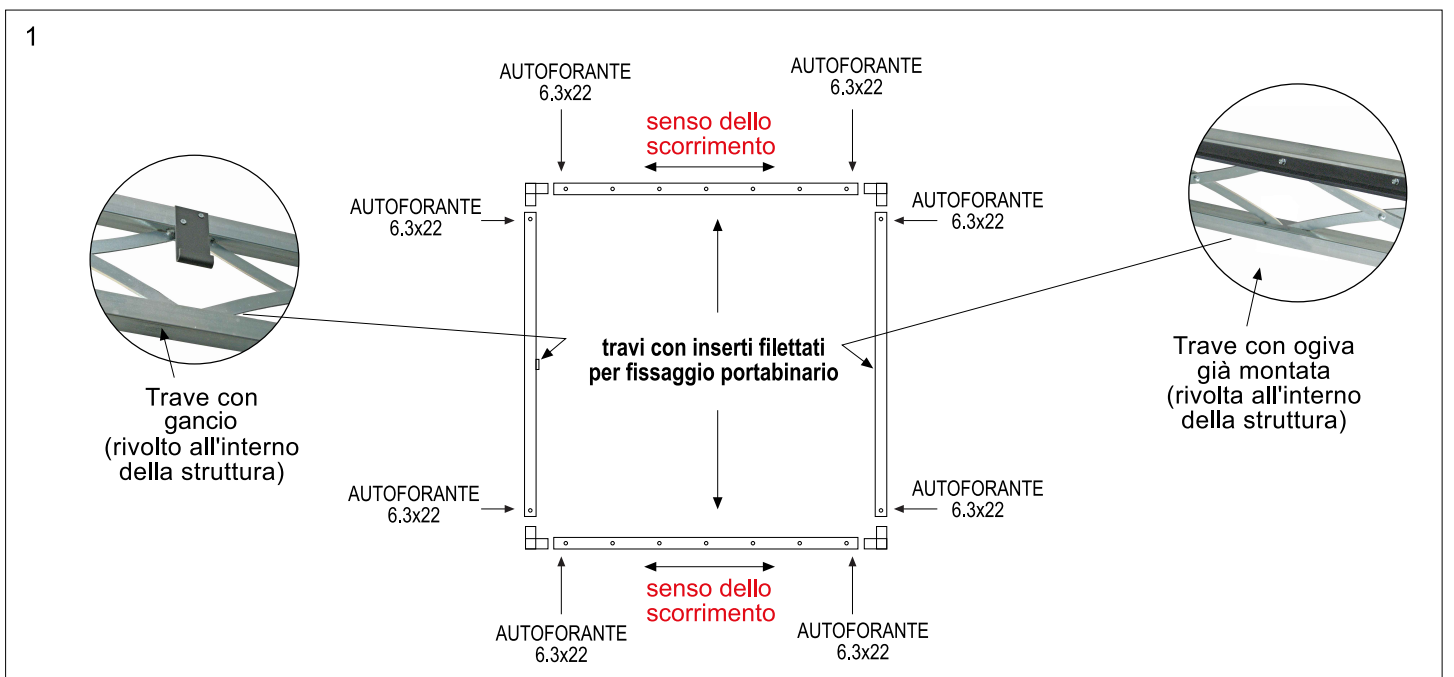 1
AUTOFORANTE
6.3x22
AUTOFORANTE
6.3x22
senso dello
scorrimento
AUTOFORANTE
6.3x22
AUTOFORANTE
6.3x22
travi con inserti filettati
per fissaggio portabinario
Trave con
gancio
(rivolto all'interno
della struttura)
Trave con ogiva
già montata
(rivolta all'interno
della struttura)
AUTOFORANTE
6.3x22
AUTOFORANTE
6.3x22
senso dello
scorrimento
AUTOFORANTE
6.3x22
AUTOFORANTE
6.3x22